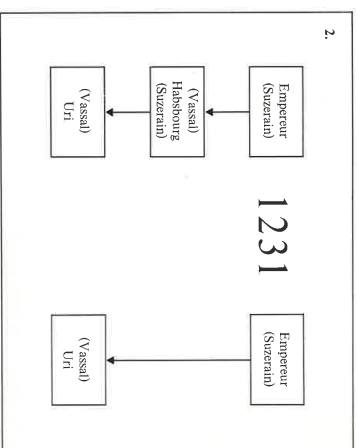 2.
Empereur
(Suzerain)
(Vassal)
Habsbourg
(Suzerain)
(Vassal)
Uri
1231
Empereur
(Suzerain)
(Vassal)
Uri